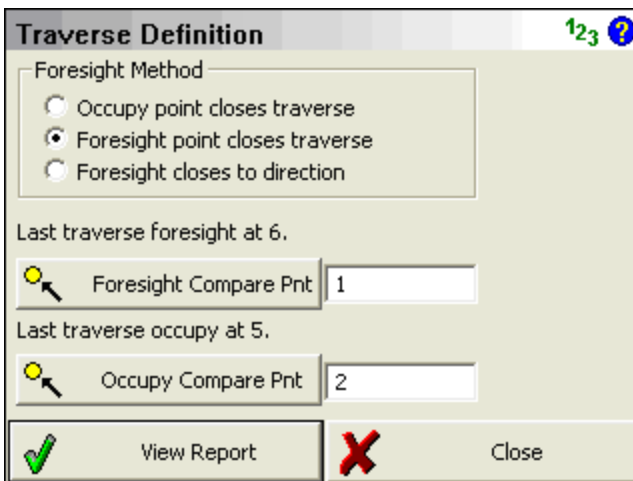 Traverse Definition 123 ?
Foresight Method
Occupy point closes traverse
Foresight point closes traverse
Foresight closes to direction
Last traverse foresight at 6.
Foresight Compare Pnt 1
Last traverse occupy at 5.
Occupy Compare Pnt 2
View Report Close